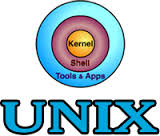 Kernel
Shell
Tools & Apps
UNIX